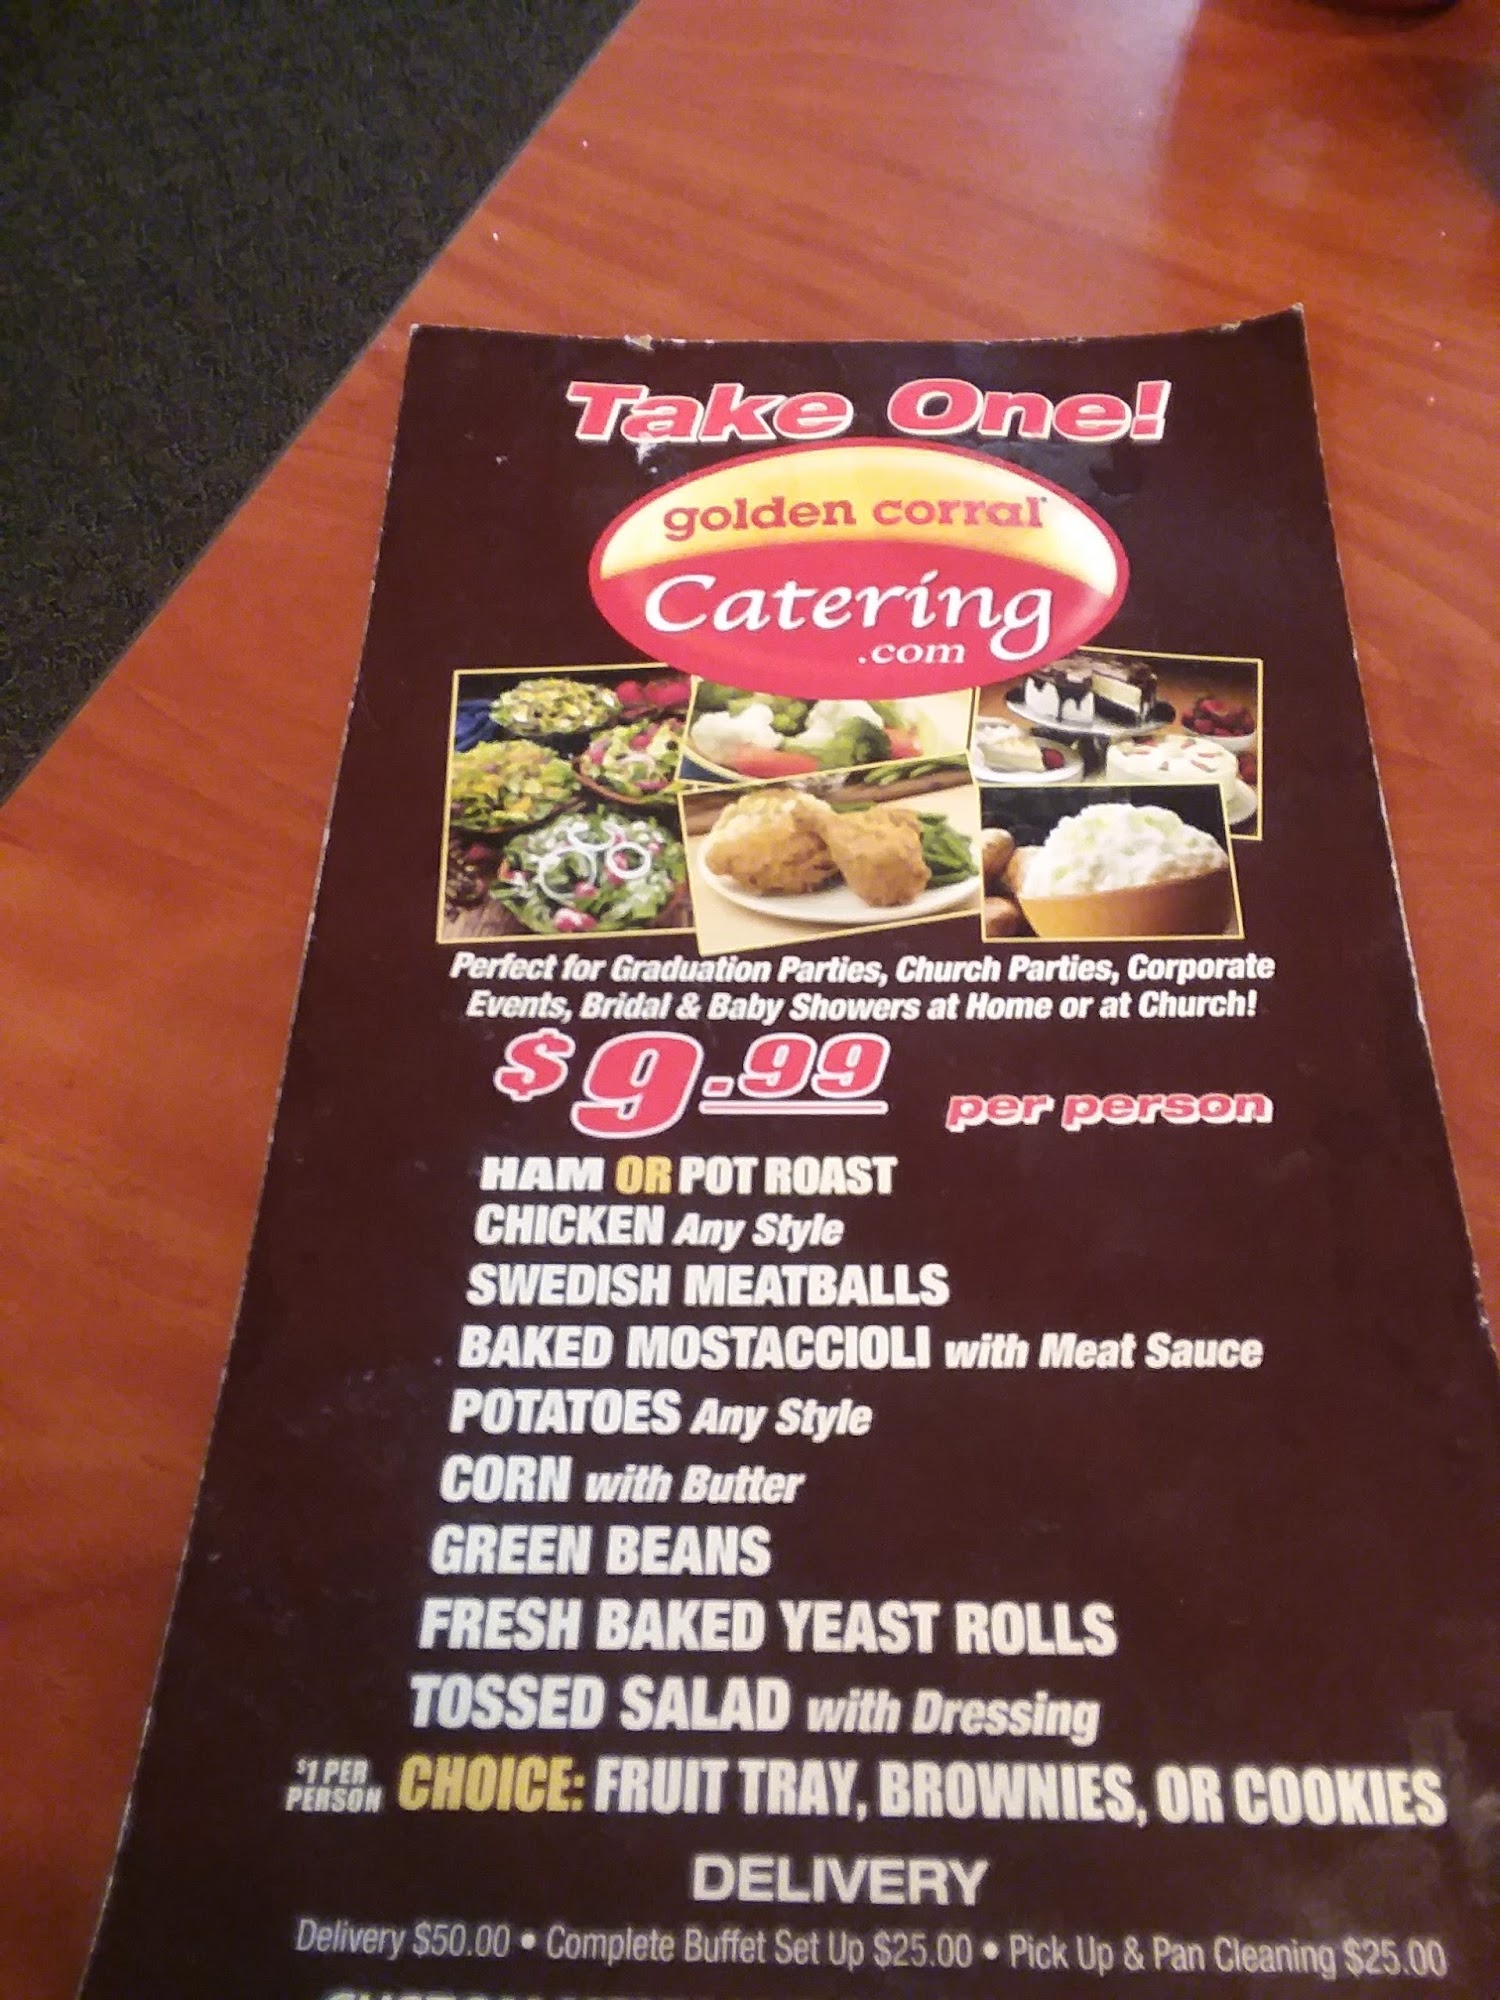 Take One!
golden corral
Catering
.com
Perfect for Graduation Parties, Church Parties, Corporate
Events, Bridal & Baby Showers at Home or at Church!
$9.99 per person
HAM OR POT ROAST
CHICKEN Any Style
SWEDISH MEATBALLS
BAKED MOSTACCIOLI with Meat Sauce
POTATOES Any Style
CORN with Butter
GREEN BEANS
FRESH BAKED YEAST ROLLS
TOSSED SALAD with Dressing
$1 PER
PERSON CHOICE: FRUIT TRAY, BROWNIES, OR COOKIES
DELIVERY
Delivery $50.00 • Complete Buffet Set Up $25.00 • Pick Up & Pan Cleaning $25.00